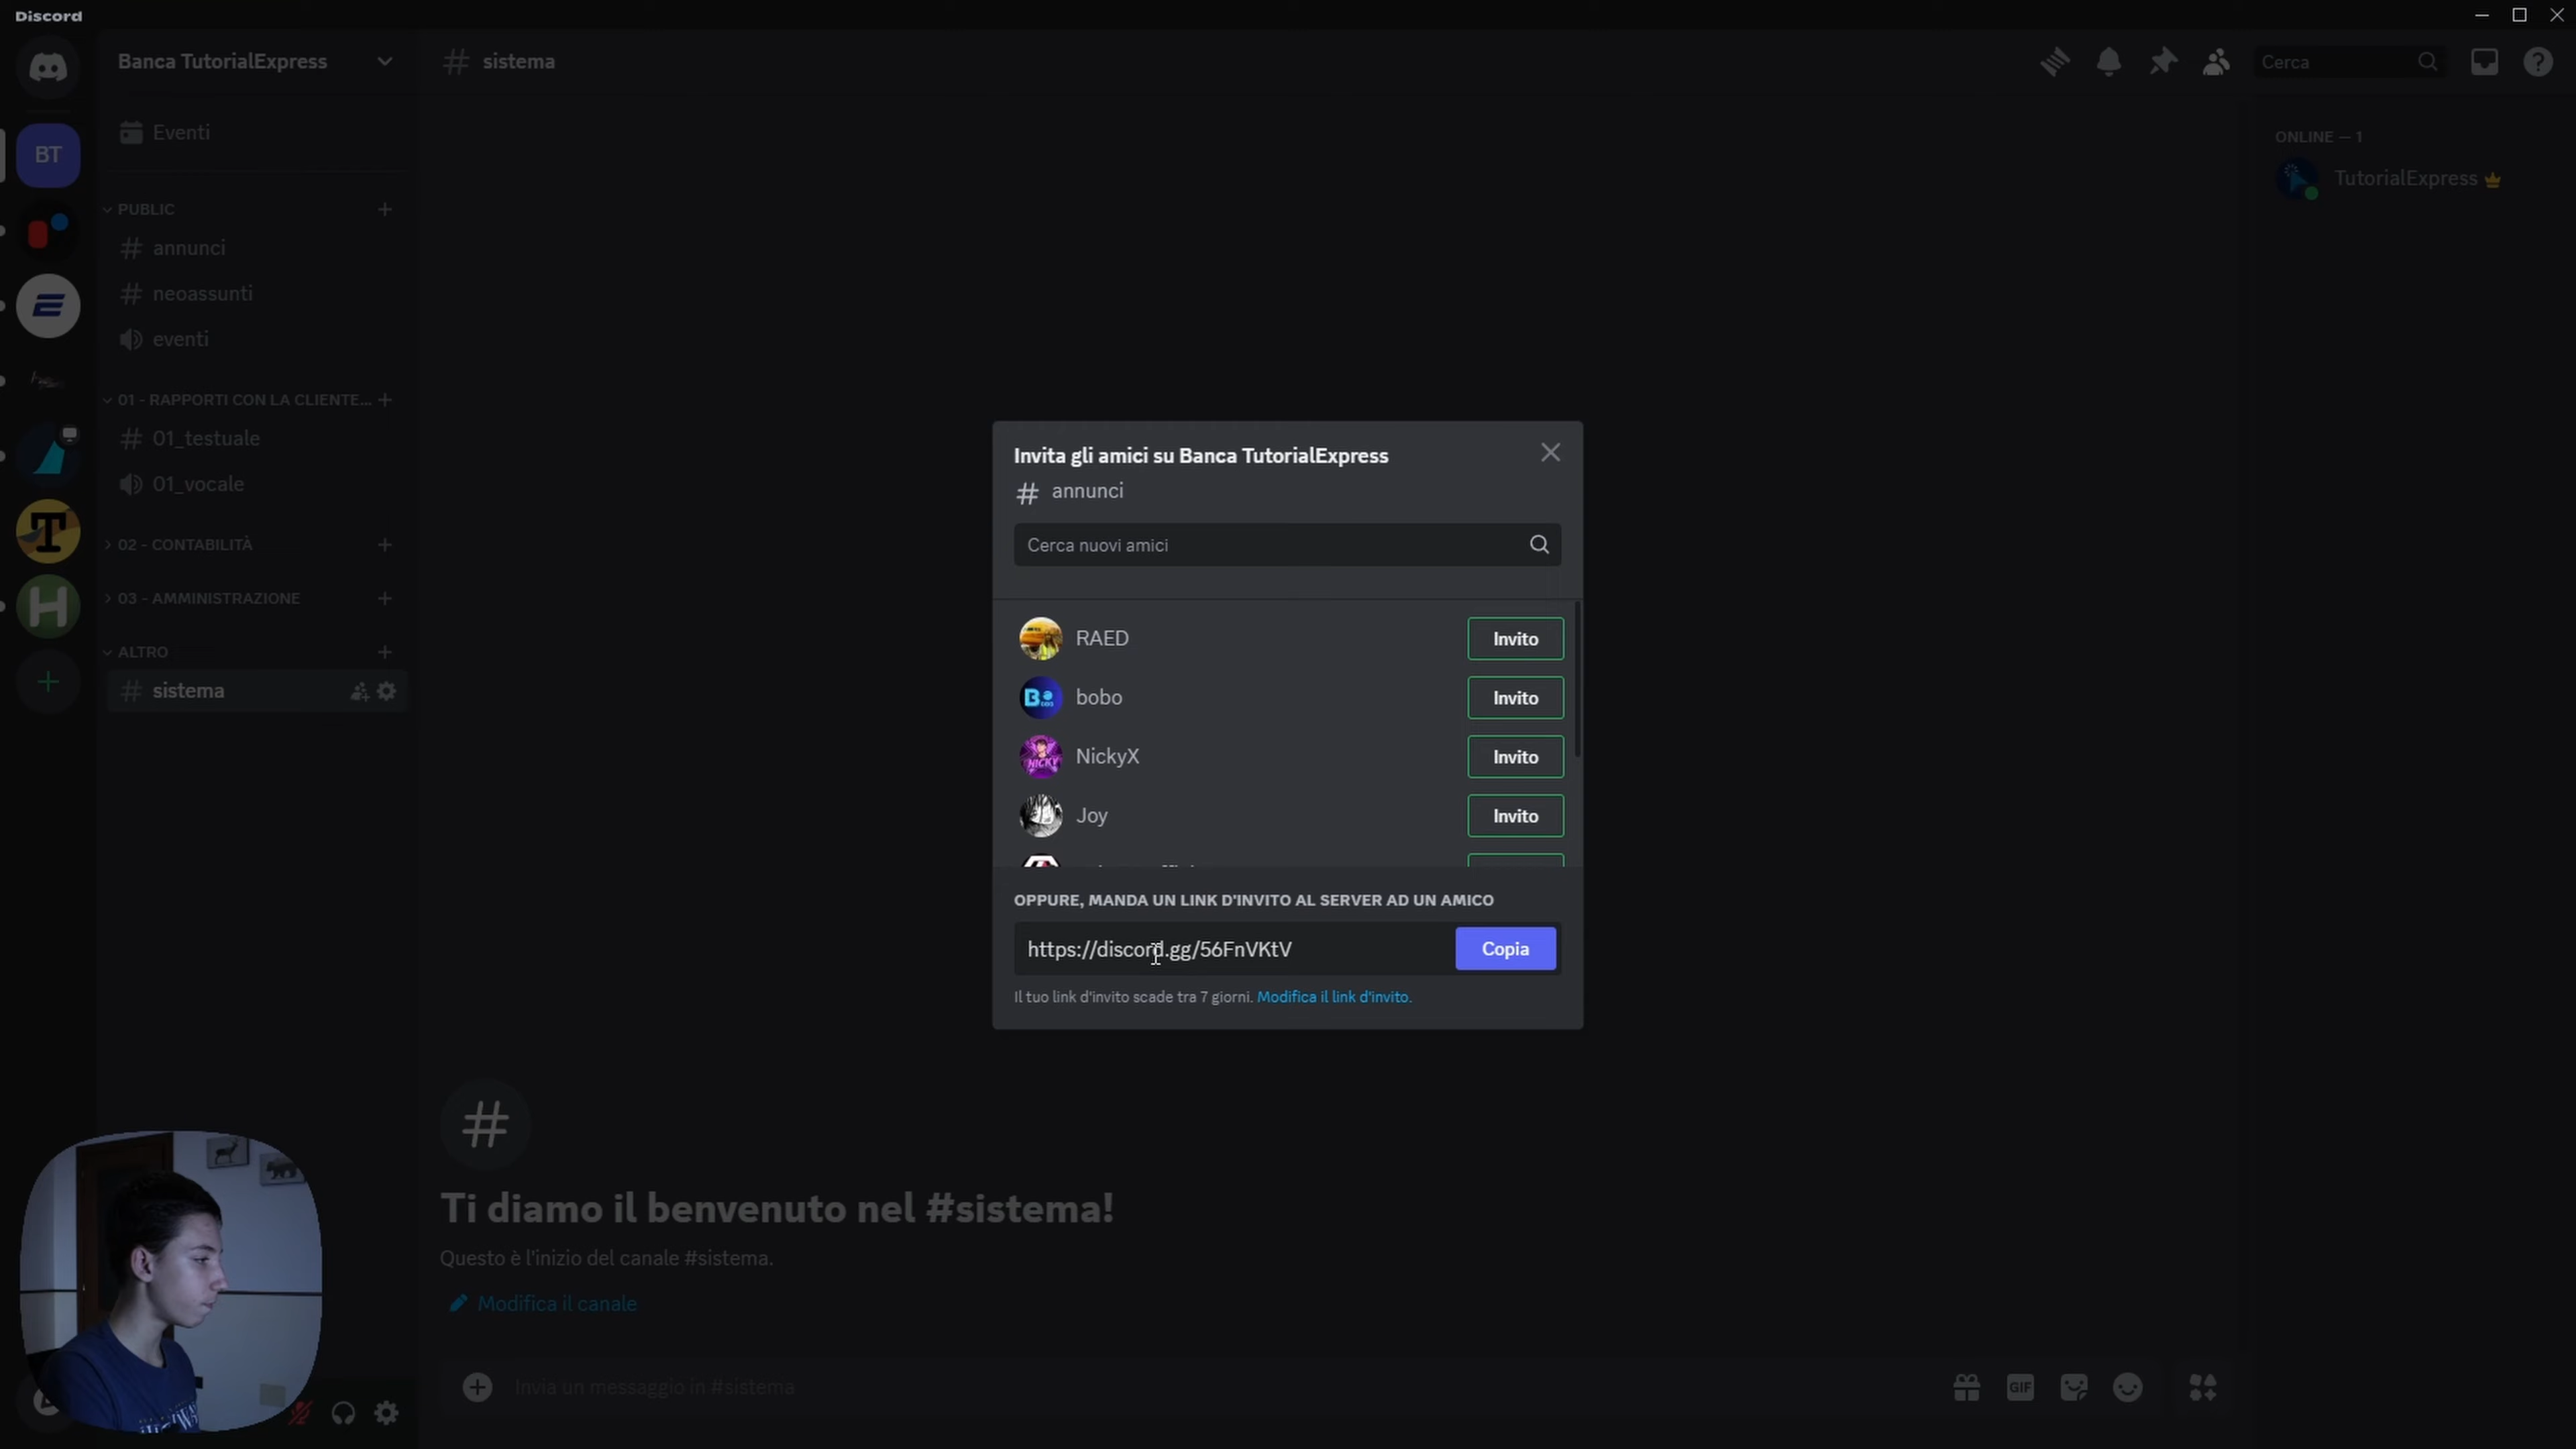 Discord
Banca TutorialExpress
sistema
Cerca
Eventi
ONLINE — 1
BT
TutorialExpress
PUBLIC
annunci
neoassunti
eventi
01 - RAPPORTI CON LA CLIENTE...
01_testuale
01_vocale
02 - CONTABILITÀ
03 - AMMINISTRAZIONE
ALTRO
sistema
T
H
Invita gli amici su Banca TutorialExpress
annunci
Cerca nuovi amici
RAED
Invito
bobo
Invito
NickyX
Invito
HICKY
Joy
Invito
OPPURE, MANDA UN LINK D'INVITO AL SERVER AD UN AMICO
https://discord.gg/56FnVKtV
Copia
Il tuo link d'invito scade tra 7 giorni. Modifica il link d'invito.
Ti diamo il benvenuto nel #sistema!
Questo è l'inizio del canale #sistema.
Modifica il canale
Invia un messaggio in #sistema
GIF